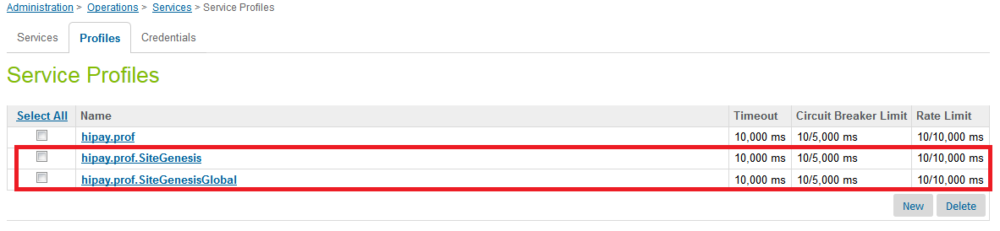 Administration > Operations > Services > Service Profiles
Services Profiles Credentials
Service Profiles
Select All Name Timeout Circuit Breaker Limit Rate Limit
hipay.prof 10,000 ms 10/5,000 ms 10/10,000 ms
hipay.prof.SiteGenesis 10,000 ms 10/5,000 ms 10/10,000 ms
hipay.prof.SiteGenesisGlobal 10,000 ms 10/5,000 ms 10/10,000 ms
New Delete